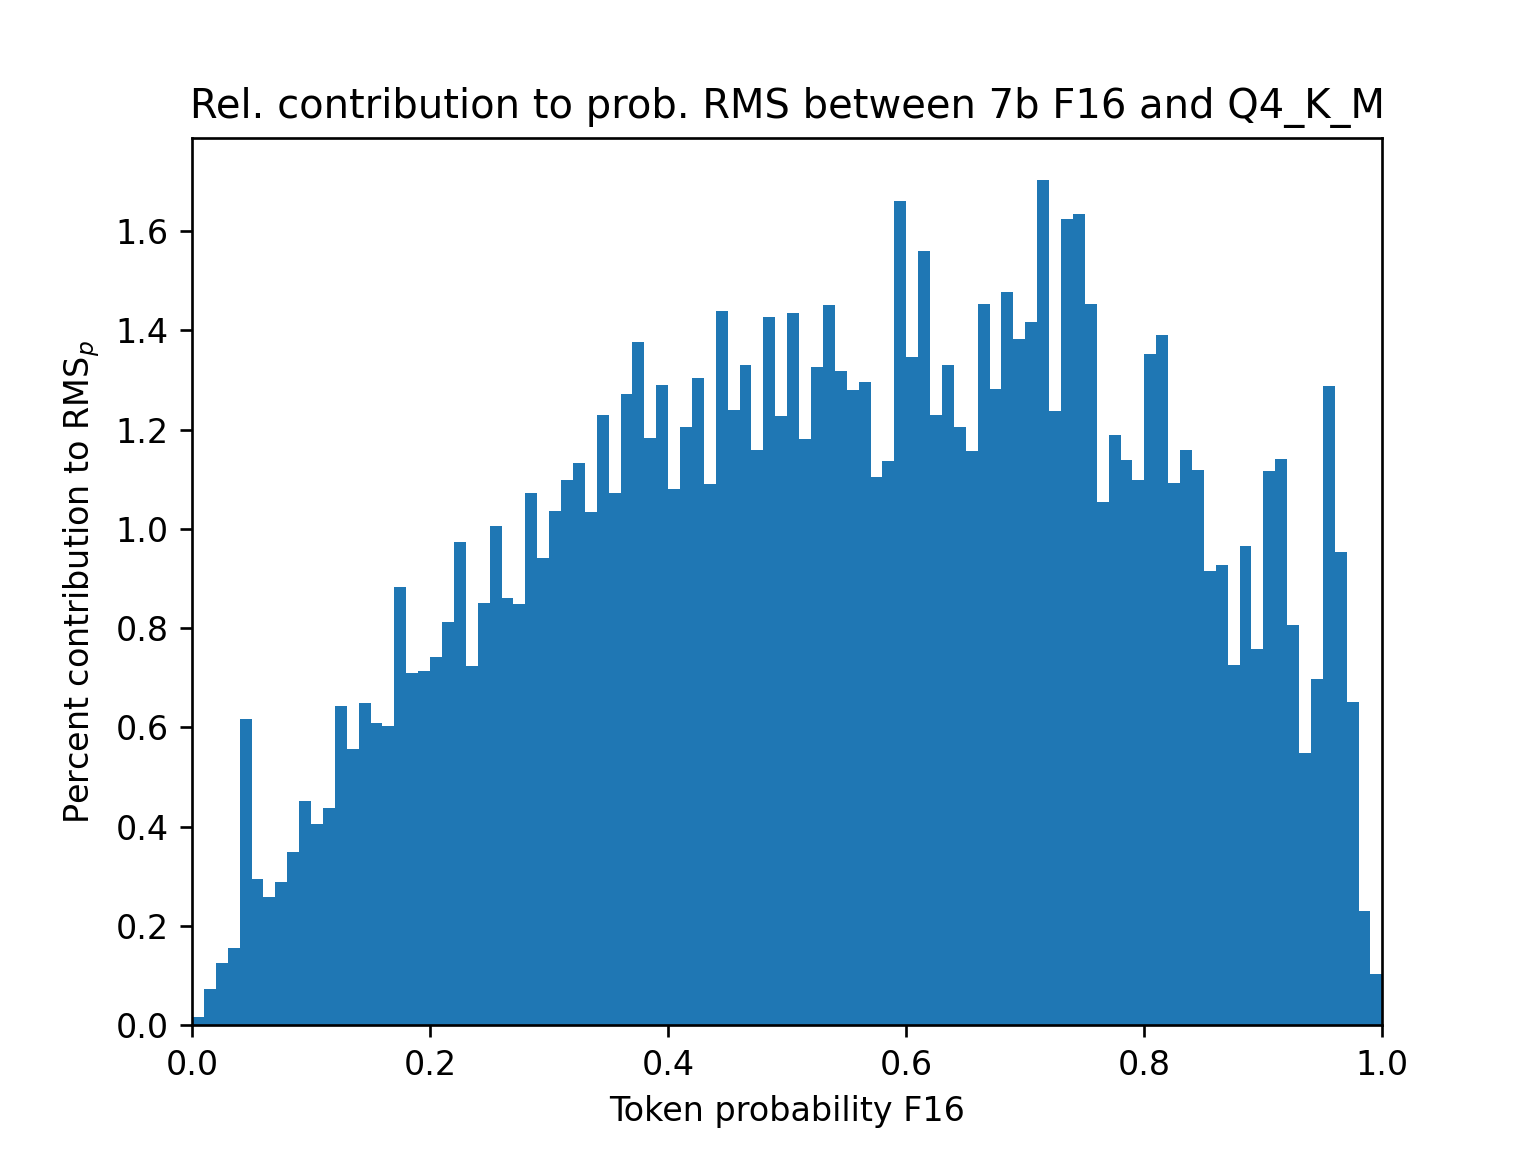 Rel. contribution to prob. RMS between 7b F16 and Q4_K_M
Percent contribution to RMSₚ
1.6
1.4
1.2
1.0
0.8
0.6
0.4
0.2
0.0
0.0 0.2 0.4 0.6 0.8 1.0
Token probability F16